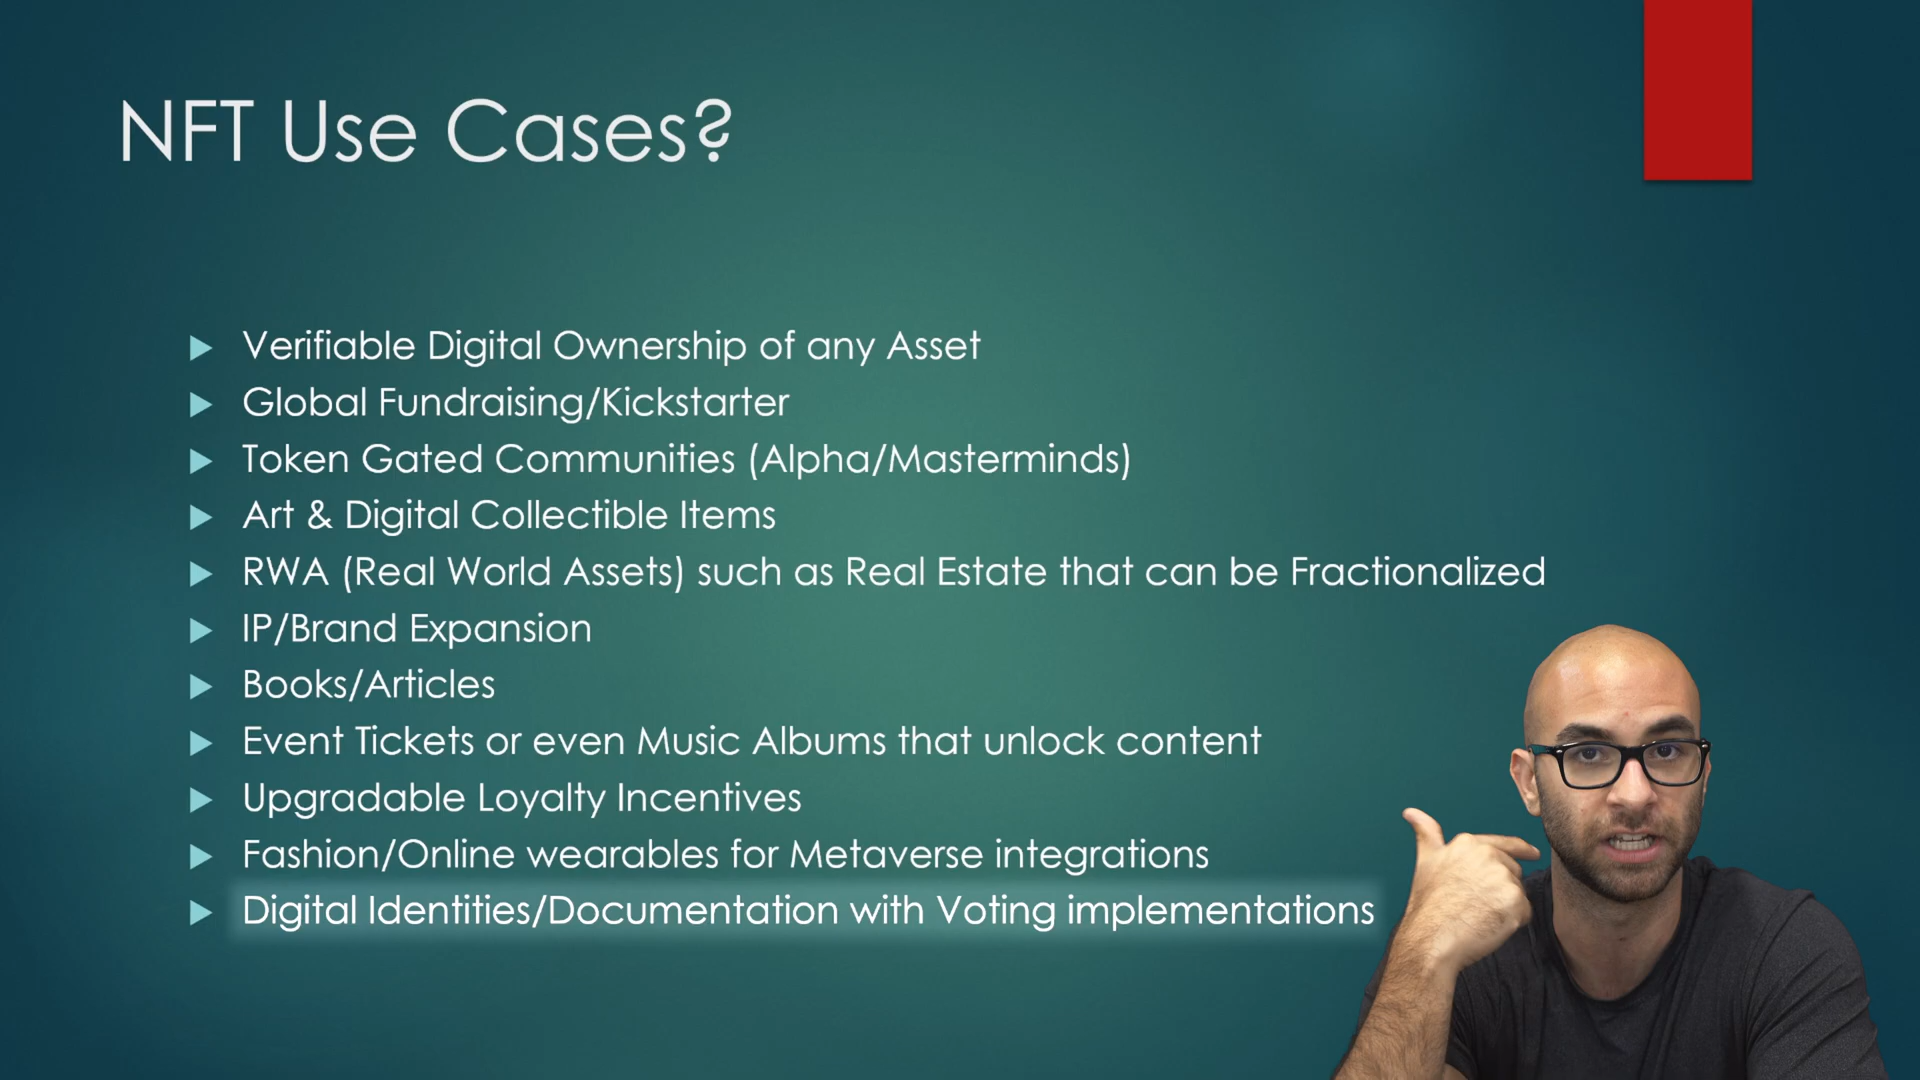 NFT Use Cases?
Verifiable Digital Ownership of any Asset
Global Fundraising/Kickstarter
Token Gated Communities (Alpha/Masterminds)
Art & Digital Collectible Items
RWA (Real World Assets) such as Real Estate that can be Fractionalized
IP/Brand Expansion
Books/Articles
Event Tickets or even Music Albums that unlock content
Upgradable Loyalty Incentives
Fashion/Online wearables for Metaverse integrations
Digital Identities/Documentation with Voting implementations